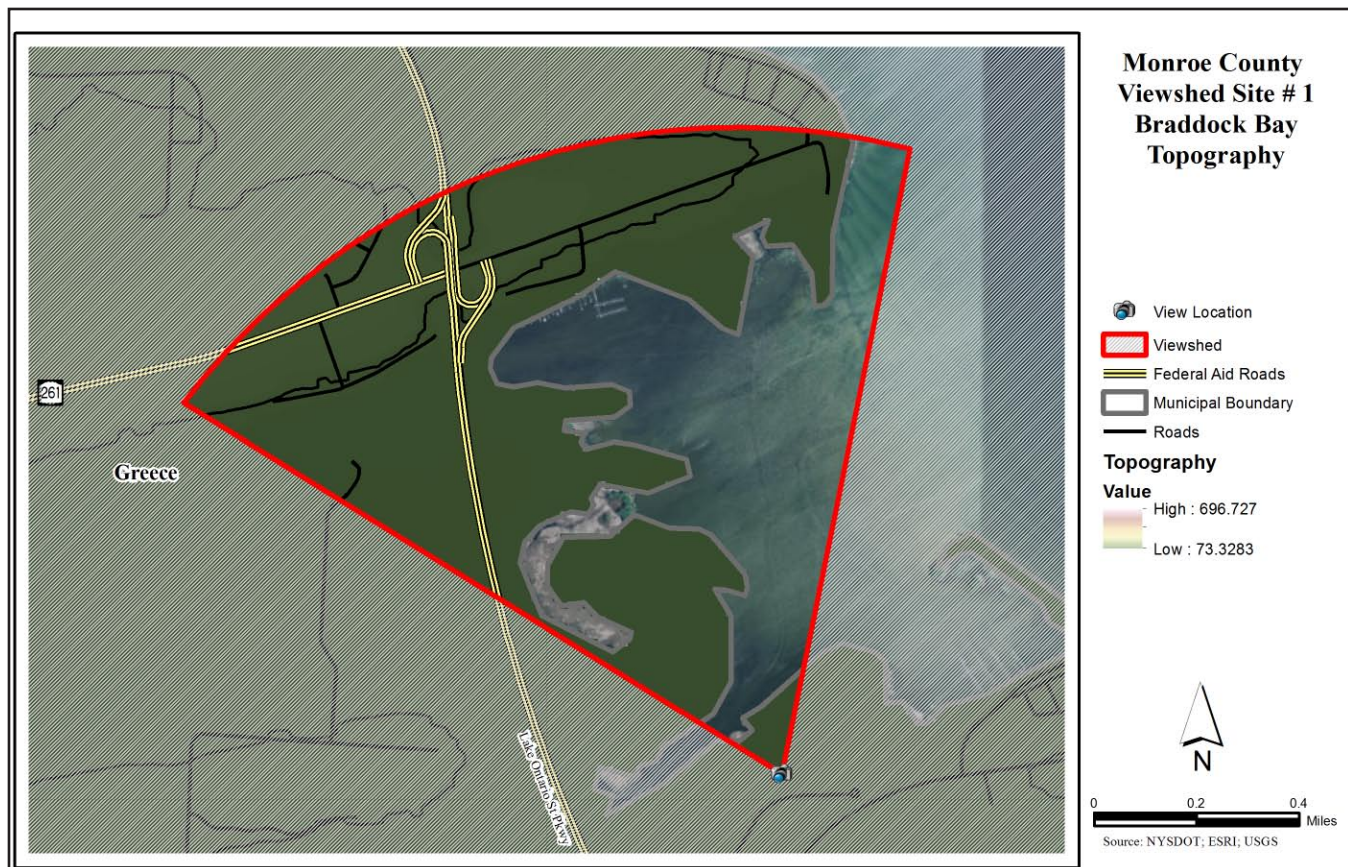 Monroe County
Viewshed Site # 1
Braddock Bay
Topography
View Location
Viewshed
Federal Aid Roads
Municipal Boundary
Roads
Topography
Value
High : 696.727
Low : 73.3283
261
Greece
Lake Ontario St Pkwy
N
0 0.2 0.4
Miles
Source: NYSDOT; ESRI; USGS